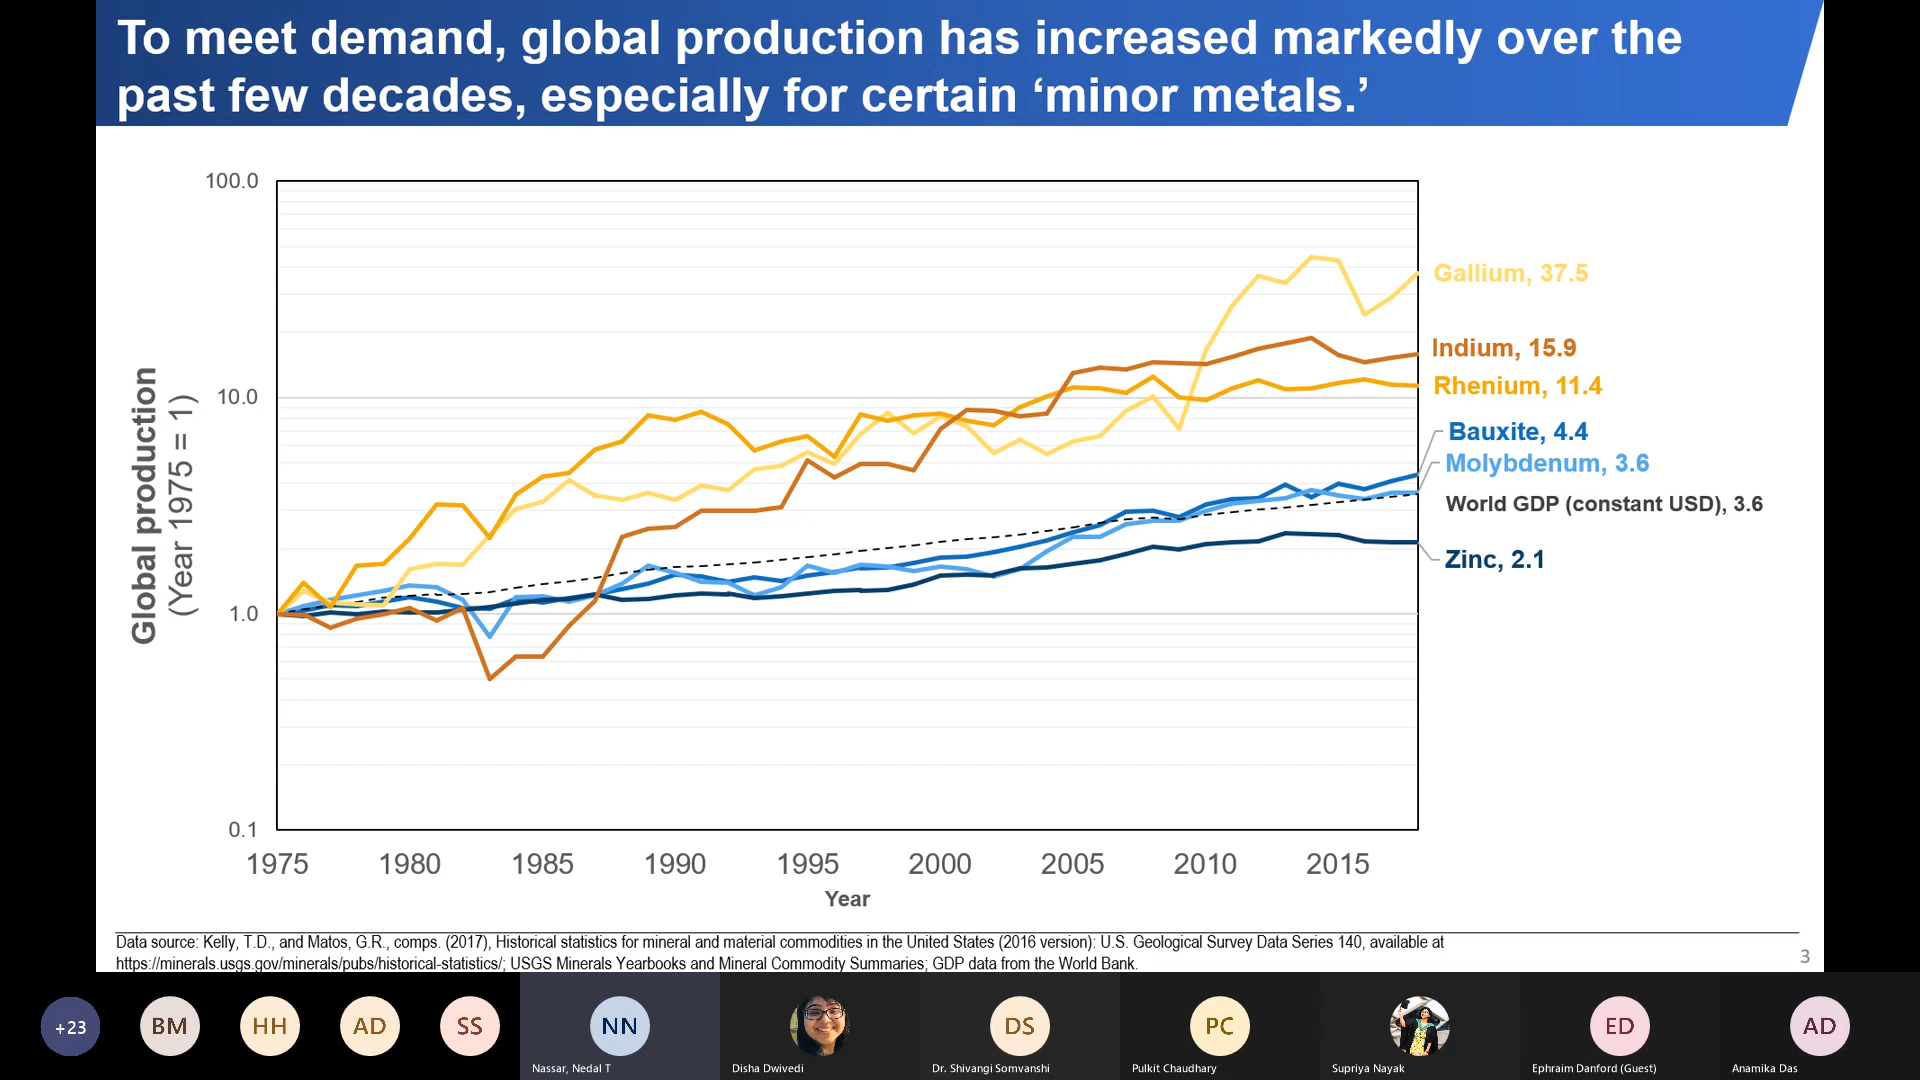 To meet demand, global production has increased markedly over the
past few decades, especially for certain ‘minor metals.’
Global production
(Year 1975 = 1)
100.0
10.0
1.0
0.1
Gallium, 37.5
Indium, 15.9
Rhenium, 11.4
Bauxite, 4.4
Molybdenum, 3.6
World GDP (constant USD), 3.6
Zinc, 2.1
1975 1980 1985 1990 1995 2000 2005 2010 2015
Year
Data source: Kelly, T.D., and Matos, G.R., comps. (2017), Historical statistics for mineral and material commodities in the United States (2016 version): U.S. Geological Survey Data Series 140, available at
https://minerals.usgs.gov/minerals/pubs/historical-statistics/; USGS Minerals Yearbooks and Mineral Commodity Summaries; GDP data from the World Bank.
3
+23 BM HH AD SS NN DS PC ED AD
Nassar, Nedal T Disha Dwivedi Dr. Shivangi Somvanshi Pulkit Chaudhary Supriya Nayak Ephraim Danford (Guest) Anamika Das